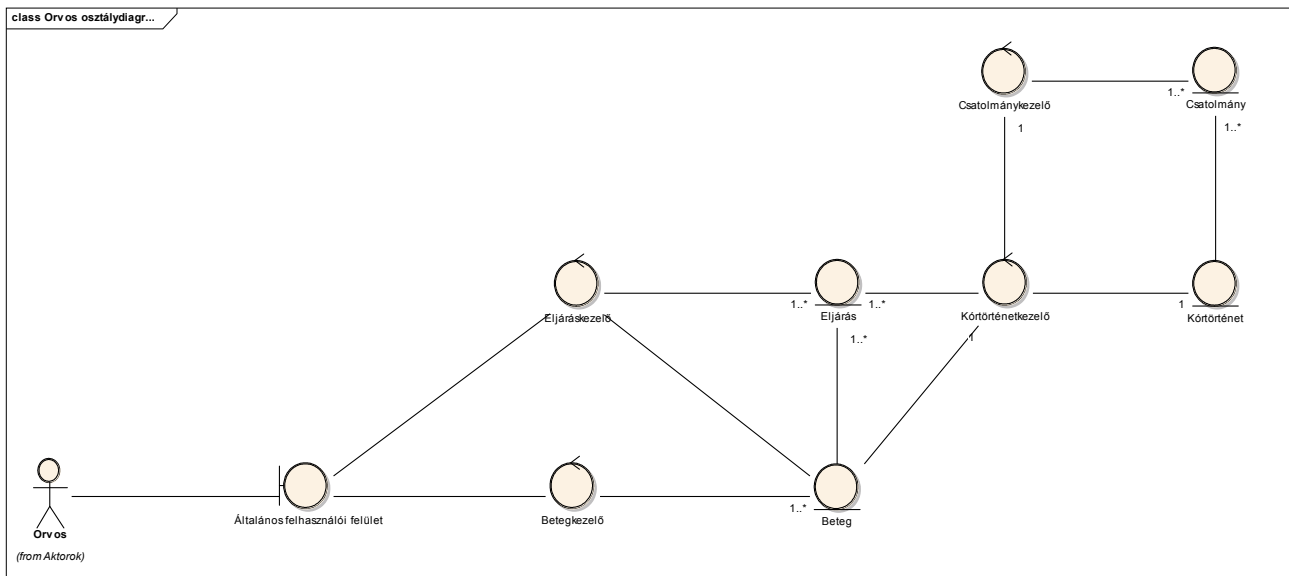 class Orvos osztálydiagr...
Csatolmánykezelő
1..*
Csatolmány
1
1..*
Eljáráskezelő
1..*
Eljárás
1..*
Kórtörténetkezelő
1
Kórtörténet
1..*
1
Orvos
(from Aktorok)
Általános felhasználói felület
Betegkezelő
1..*
Beteg